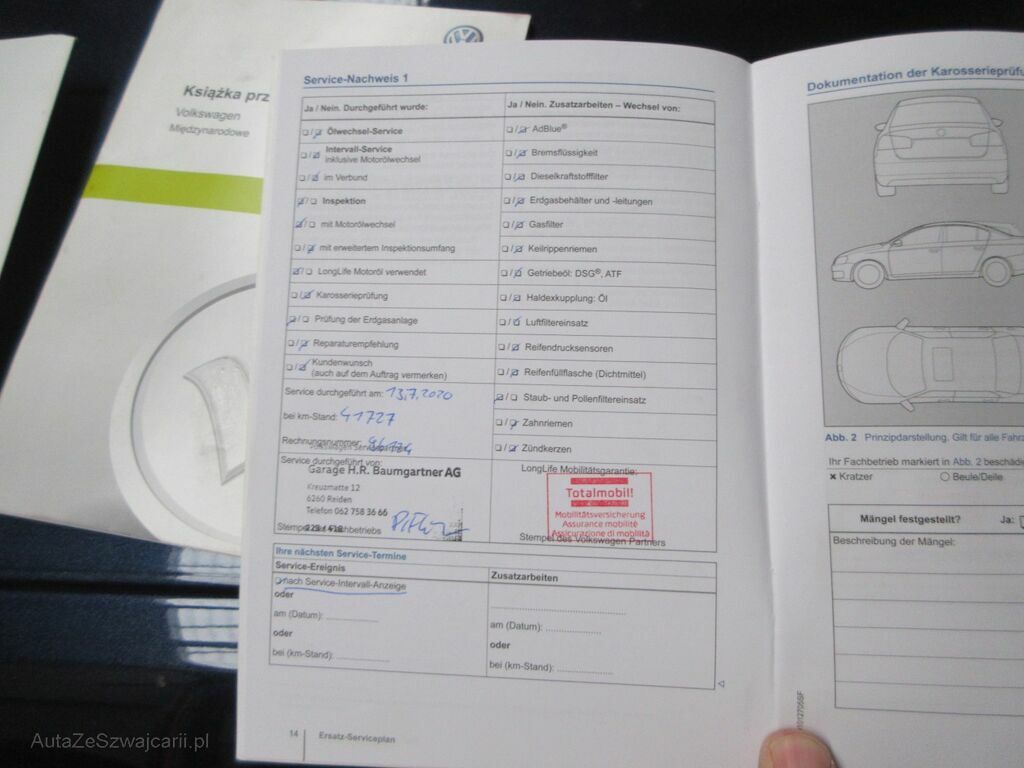 Książka prz
Volkswagen
Międzynarodowe
Service-Nachweis 1
Ja / Nein. Durchgeführt wurde:
Ölwechsel-Service
Intervall-Service
inklusive Motorölwechsel
im Verbund
Inspektion
mit Motorölwechsel
mit erweitertem Inspektionsumfang
LongLife Motoröl verwendet
Karosserieprüfung
Prüfung der Erdgasanlage
Reparaturempfehlung
Kundenwunsch
(auch auf dem Auftrag vermerken)
Service durchgeführt am: 13.7.2020
bei km-Stand: 41727
Rechnungsnummer:
Service durchgeführt von:
Garage H.R. Baumgartner AG
Kreuzmatte 12
6260 Reiden
Telefon 062 758 36 66
Stempel des Fachbetriebs
Ja / Nein. Zusatzarbeiten – Wechsel von:
AdBlue®
Bremsflüssigkeit
Dieselkraftstofffilter
Erdgasbehälter und -leitungen
Gasfilter
Keilrippenriemen
Getriebeöl: DSG®, ATF
Haldexkupplung: Öl
Luftfiltereinsatz
Reifendrucksensoren
Reifenfüllflasche (Dichtmittel)
Staub- und Pollenfiltereinsatz
Zahnriemen
Zündkerzen
LongLife Mobilitätsgarantie:
Totalmobil!
Mobilitätsversicherung
Assurance mobilité
Assicurazione di mobilità
Stempel des Volkswagen Partners
Ihre nächsten Service-Termine
Service-Ereignis
nach Service-Intervall-Anzeige
oder
am (Datum):
oder
bei (km-Stand):
Zusatzarbeiten
am (Datum):
oder
bei (km-Stand):
14 Ersatz-Serviceplan
Dokumentation der Karosserieprüfu
Abb. 2 Prinzipdarstellung. Gilt für alle Fahrz
Ihr Fachbetrieb markiert in Abb. 2 beschädi
x Kratzer
Beule/Delle
Mängel festgestellt? Ja:
Beschreibung der Mängel:
AutaZeSzwajcarii.pl